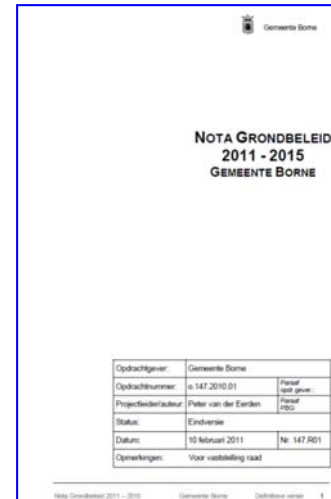 Gemeente Borne
NOTA GRONDBELEID
2011 - 2015
GEMEENTE BORNE
Opdrachtgever: Gemeente Borne
Opdrachtnummer: o.147.2010.01 Paraaf opdr.gever.:
Projectleider/auteur: Peter van der Eerden Paraaf PBG:
Status: Eindversie
Datum: 10 februari 2011 Nr. 147.R01
Opmerkingen: Voor vaststelling raad
Nota Grondbeleid 2011 – 2015 Gemeente Borne Definitieve versie 1